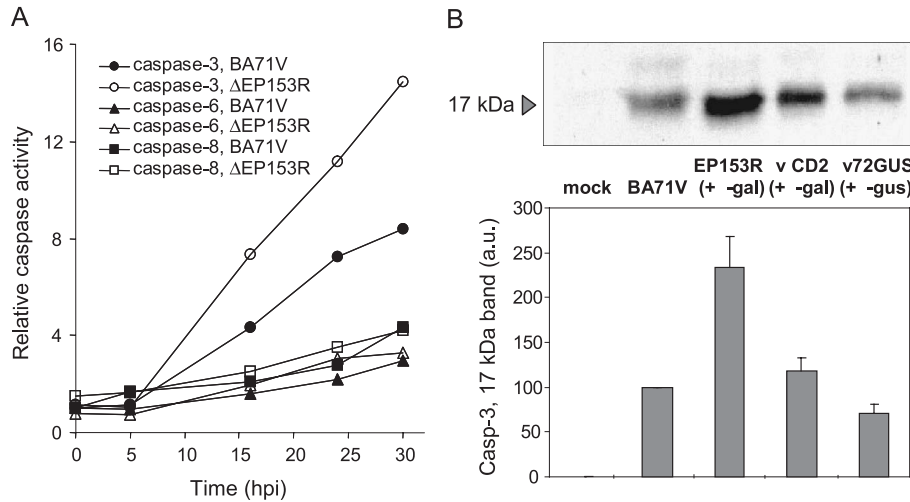 A
16
12
8
4
0
Relative caspase activity
caspase-3, BA71V
caspase-3, ΔEP153R
caspase-6, BA71V
caspase-6, ΔEP153R
caspase-8, BA71V
caspase-8, ΔEP153R
0 5 10 15 20 25 30
Time (hpi)
B
17 kDa
mock
BA71V
EP153R
(+ -gal)
v CD2
(+ -gal)
v72GUS
(+ -gus)
300
250
200
150
100
50
0
Casp-3, 17 kDa band (a.u.)